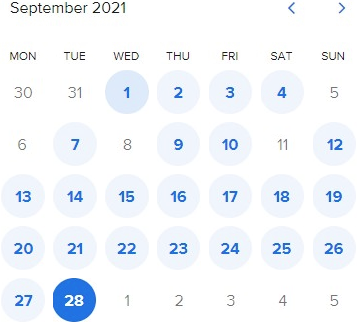 September 2021
MON TUE WED THU FRI SAT SUN
30 31 1 2 3 4 5
6 7 8 9 10 11 12
13 14 15 16 17 18 19
20 21 22 23 24 25 26
27 28 1 2 3 4 5